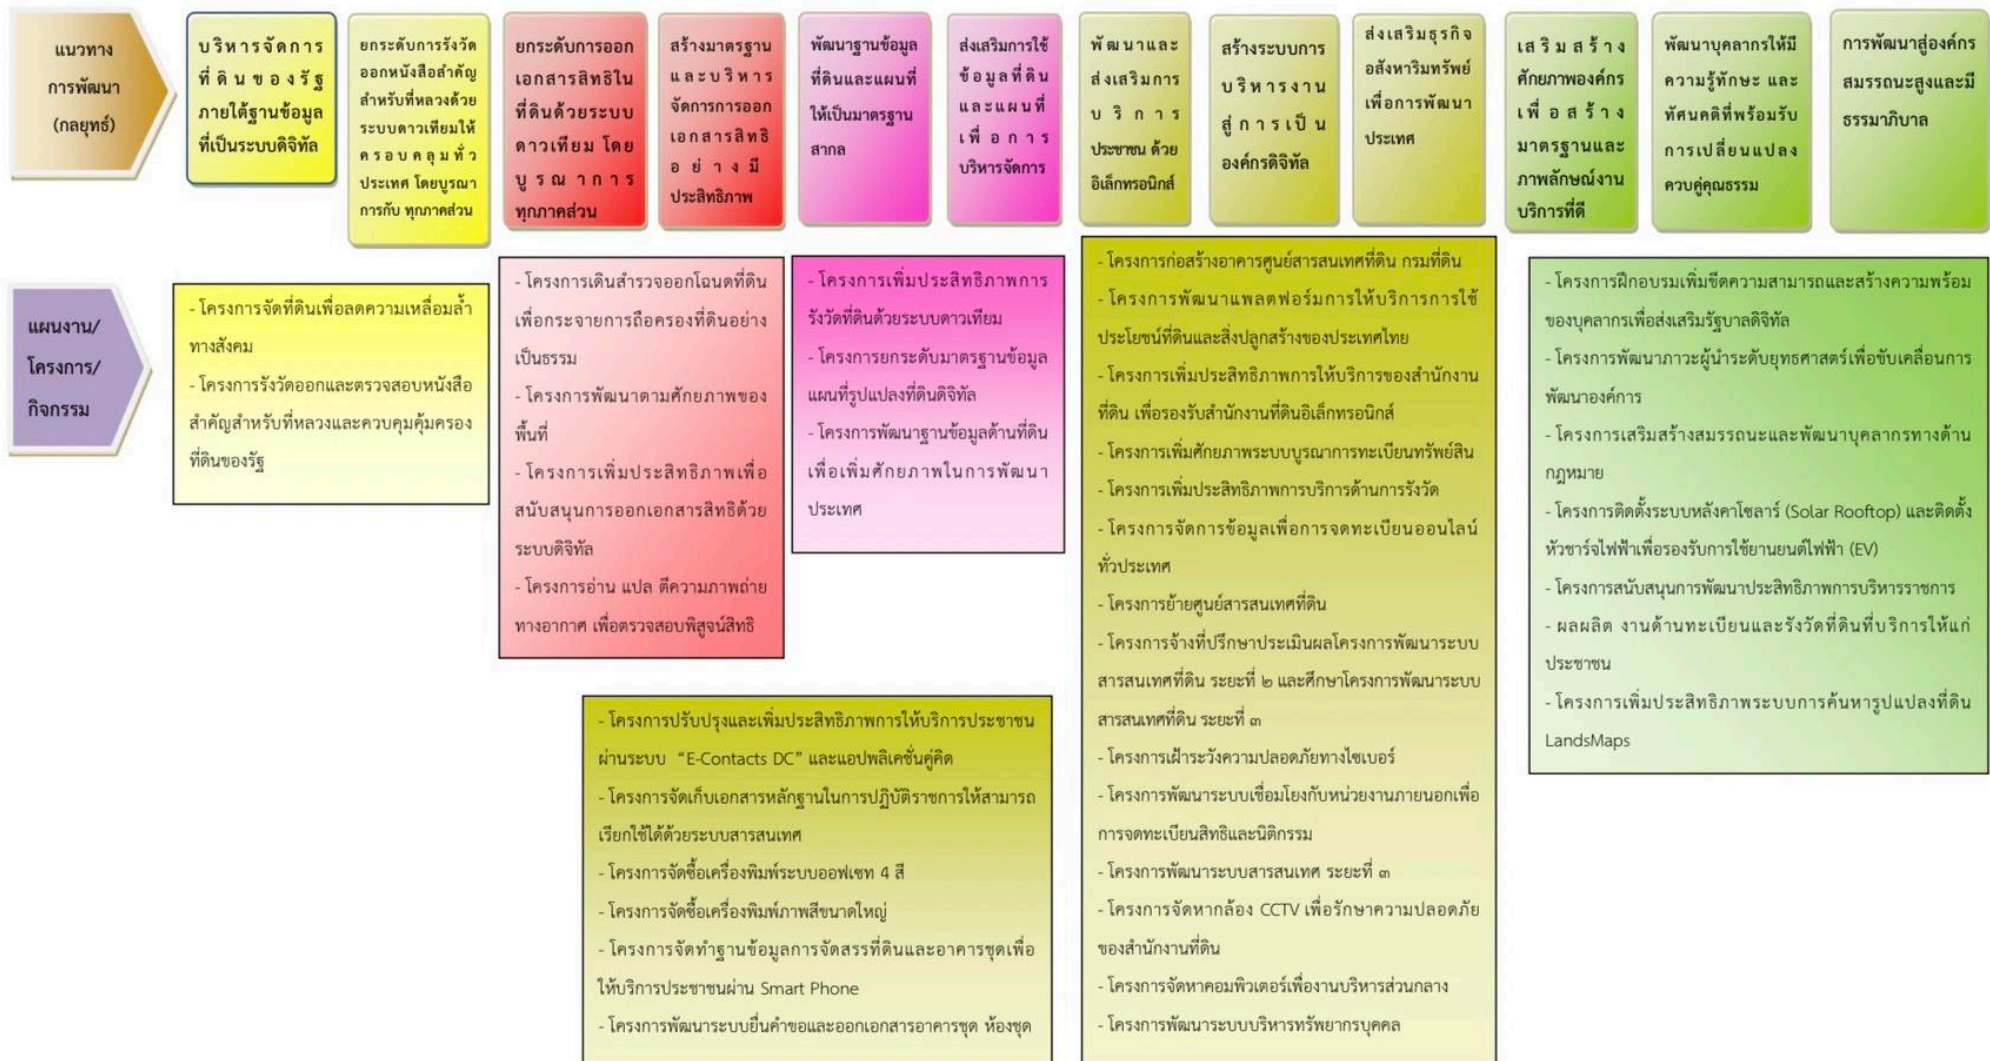 แนวทาง
การพัฒนา
(กลยุทธ์)
บริหารจัดการ
ที่ดินของรัฐ
ภายใต้ฐานข้อมูล
ที่เป็นระบบดิจิทัล
ยกระดับการรังวัด
ออกหนังสือสำคัญ
สำหรับที่หลวงด้วย
ระบบดาวเทียมให้
ครอบคลุมทั่ว
ประเทศ โดยบูรณา
การกับ ทุกภาคส่วน
ยกระดับการออก
เอกสารสิทธิใน
ที่ดินด้วยระบบ
ดาวเทียม โดย
บูรณาการ
ทุกภาคส่วน
สร้างมาตรฐาน
และบริหาร
จัดการการออก
เอกสารสิทธิ
อย่างมี
ประสิทธิภาพ
พัฒนาฐานข้อมูล
ที่ดินและแผนที่
ให้เป็นมาตรฐาน
สากล
ส่งเสริมการใช้
ข้อมูลที่ดิน
และแผนที่
เพื่อการ
บริหารจัดการ
พัฒนาและ
ส่งเสริมการ
บริการ
ประชาชน ด้วย
อิเล็กทรอนิกส์
สร้างระบบการ
บริหารงาน
สู่การเป็น
องค์กรดิจิทัล
ส่งเสริมธุรกิจ
อสังหาริมทรัพย์
เพื่อการพัฒนา
ประเทศ
เสริมสร้าง
ศักยภาพองค์กร
เพื่อสร้าง
มาตรฐานและ
ภาพลักษณ์งาน
บริการที่ดี
พัฒนาบุคลากรให้มี
ความรู้ทักษะ และ
ทัศนคติที่พร้อมรับ
การเปลี่ยนแปลง
ควบคู่คุณธรรม
การพัฒนาสู่องค์กร
สมรรถนะสูงและมี
ธรรมาภิบาล
แผนงาน/
โครงการ/
กิจกรรม
- โครงการจัดที่ดินเพื่อลดความเหลื่อมล้ำ
ทางสังคม
- โครงการรังวัดออกและตรวจสอบหนังสือ
สำคัญสำหรับที่หลวงและควบคุมคุ้มครอง
ที่ดินของรัฐ
- โครงการเดินสำรวจออกโฉนดที่ดิน
เพื่อกระจายการถือครองที่ดินอย่าง
เป็นธรรม
- โครงการพัฒนาตามศักยภาพของ
พื้นที่
- โครงการเพิ่มประสิทธิภาพเพื่อ
สนับสนุนการออกเอกสารสิทธิด้วย
ระบบดิจิทัล
- โครงการอ่าน แปล ตีความภาพถ่าย
ทางอากาศ เพื่อตรวจสอบพิสูจน์สิทธิ
- โครงการเพิ่มประสิทธิภาพการ
รังวัดที่ดินด้วยระบบดาวเทียม
- โครงการยกระดับมาตรฐานข้อมูล
แผนที่รูปแปลงที่ดินดิจิทัล
- โครงการพัฒนาฐานข้อมูลด้านที่ดิน
เพื่อเพิ่มศักยภาพในการพัฒนา
ประเทศ
- โครงการปรับปรุงและเพิ่มประสิทธิภาพการให้บริการประชาชน
ผ่านระบบ “E-Contacts DC” และแอปพลิเคชั่นคู่คิด
- โครงการจัดเก็บเอกสารหลักฐานในการปฏิบัติราชการให้สามารถ
เรียกใช้ได้ด้วยระบบสารสนเทศ
- โครงการจัดซื้อเครื่องพิมพ์ระบบออฟเซท 4 สี
- โครงการจัดซื้อเครื่องพิมพ์ภาพสีขนาดใหญ่
- โครงการจัดทำฐานข้อมูลการจัดสรรที่ดินและอาคารชุดเพื่อ
ให้บริการประชาชนผ่าน Smart Phone
- โครงการพัฒนาระบบยื่นคำขอและออกเอกสารอาคารชุด ห้องชุด
- โครงการก่อสร้างอาคารศูนย์สารสนเทศที่ดิน กรมที่ดิน
- โครงการพัฒนาแพลตฟอร์มการให้บริการการใช้
ประโยชน์ที่ดินและสิ่งปลูกสร้างของประเทศไทย
- โครงการเพิ่มประสิทธิภาพการให้บริการของสำนักงาน
ที่ดิน เพื่อรองรับสำนักงานที่ดินอิเล็กทรอนิกส์
- โครงการเพิ่มศักยภาพระบบบูรณาการทะเบียนทรัพย์สิน
- โครงการเพิ่มประสิทธิภาพการบริการด้านการรังวัด
- โครงการจัดการข้อมูลเพื่อการจดทะเบียนออนไลน์
ทั่วประเทศ
- โครงการย้ายศูนย์สารสนเทศที่ดิน
- โครงการจ้างที่ปรึกษาประเมินผลโครงการพัฒนาระบบ
สารสนเทศที่ดิน ระยะที่ ๒ และศึกษาโครงการพัฒนาระบบ
สารสนเทศที่ดิน ระยะที่ ๓
- โครงการเฝ้าระวังความปลอดภัยทางไซเบอร์
- โครงการพัฒนาระบบเชื่อมโยงกับหน่วยงานภายนอกเพื่อ
การจดทะเบียนสิทธิและนิติกรรม
- โครงการพัฒนาระบบสารสนเทศ ระยะที่ ๓
- โครงการจัดหากล้อง CCTV เพื่อรักษาความปลอดภัย
ของสำนักงานที่ดิน
- โครงการจัดหาคอมพิวเตอร์เพื่องานบริหารส่วนกลาง
- โครงการพัฒนาระบบบริหารทรัพยากรบุคคล
- โครงการฝึกอบรมเพิ่มขีดความสามารถและสร้างความพร้อม
ของบุคลากรเพื่อส่งเสริมรัฐบาลดิจิทัล
- โครงการพัฒนาภาวะผู้นำระดับยุทธศาสตร์เพื่อขับเคลื่อนการ
พัฒนาองค์การ
- โครงการเสริมสร้างสมรรถนะและพัฒนาบุคลากรทางด้าน
กฎหมาย
- โครงการติดตั้งระบบหลังคาโซลาร์ (Solar Rooftop) และติดตั้ง
หัวชาร์จไฟฟ้าเพื่อรองรับการใช้ยานยนต์ไฟฟ้า (EV)
- โครงการสนับสนุนการพัฒนาประสิทธิภาพการบริหารราชการ
- ผลผลิต งานด้านทะเบียนและรังวัดที่ดินที่บริการให้แก่
ประชาชน
- โครงการเพิ่มประสิทธิภาพระบบการค้นหารูปแปลงที่ดิน
LandsMaps